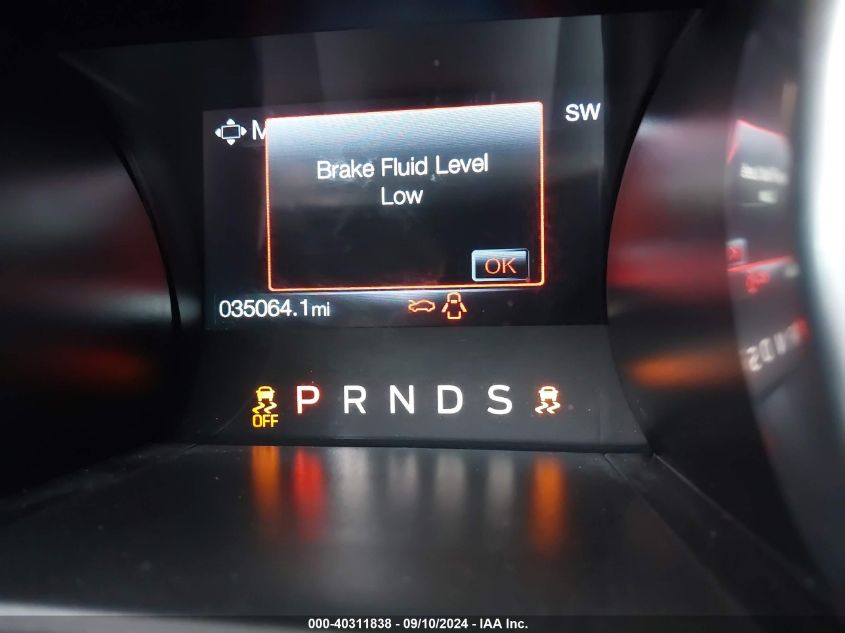 M
SW
Brake Fluid Level
Low
OK
035064.1mi
OFF
P R N D S
000-40311838 - 09/10/2024 - IAA Inc.